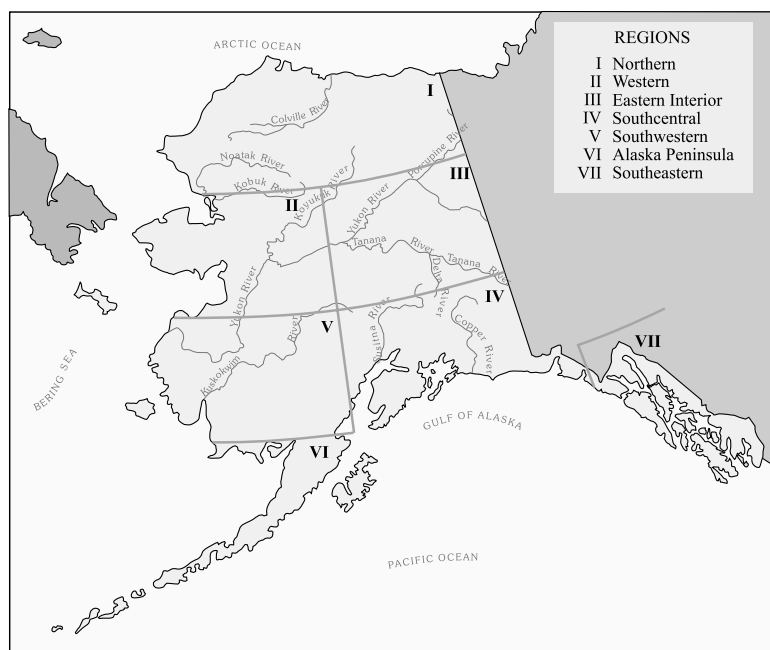 ARCTIC OCEAN
REGIONS
I Northern
II Western
III Eastern Interior
IV Southcentral
V Southwestern
VI Alaska Peninsula
VII Southeastern
I
Colville River
Porcupine River
Noatak River
III
Kobuk River
II
Koyukuk River
Yukon River
Tanana River
Tanana River
Delta River
Yukon River
IV
V
River
Susitna River
Copper River
VII
Kuskokwim
BERING SEA
GULF OF ALASKA
VI
PACIFIC OCEAN